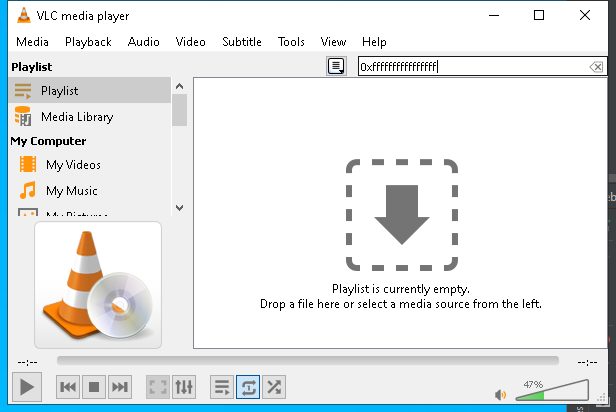 VLC media player
Media Playback Audio Video Subtitle Tools View Help
Playlist
0xffffffffffffffff
Playlist
Media Library
My Computer
My Videos
My Music
My Pictures
Playlist is currently empty.
Drop a file here or select a media source from the left.
--:-- --:--
47%